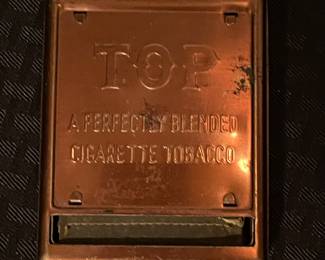 TOP
A PERFECTLY BLENDED
CIGARETTE TOBACCO